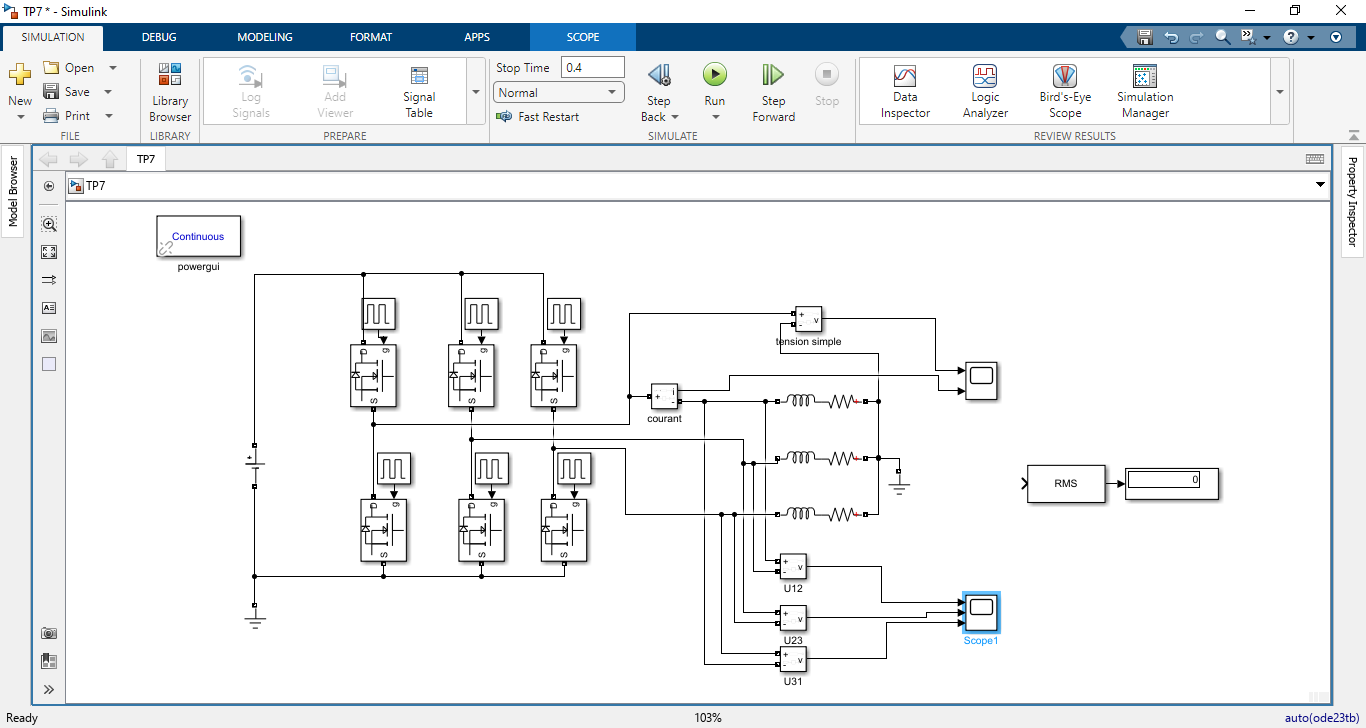 TP7 * - Simulink
SIMULATION DEBUG MODELING FORMAT APPS SCOPE
New
Open
Save
Print
FILE
Library
Browser
LIBRARY
Log
Signals
Add
Viewer
Signal
Table
PREPARE
Stop Time 0.4
Normal
Fast Restart
Step
Back
Run
Step
Forward
Stop
SIMULATE
Data
Inspector
Logic
Analyzer
Bird's-Eye
Scope
Simulation
Manager
REVIEW RESULTS
Model Browser
TP7
TP7
Property Inspector
Continuous
powergui
g
D
S
g
D
S
g
D
S
g
D
S
g
D
S
g
D
S
+
+
-
v
tension simple
+
i
-
courant
+
+
+
RMS
0
+
-
v
U12
+
-
v
U23
+
-
v
U31
Scope1
Ready
103%
auto(ode23tb)